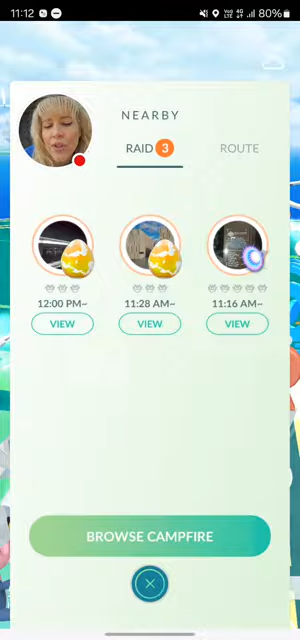 11:12
80%
NEARBY
RAID 3
ROUTE
12:00 PM~
11:28 AM~
11:16 AM~
VIEW
VIEW
VIEW
BROWSE CAMPFIRE